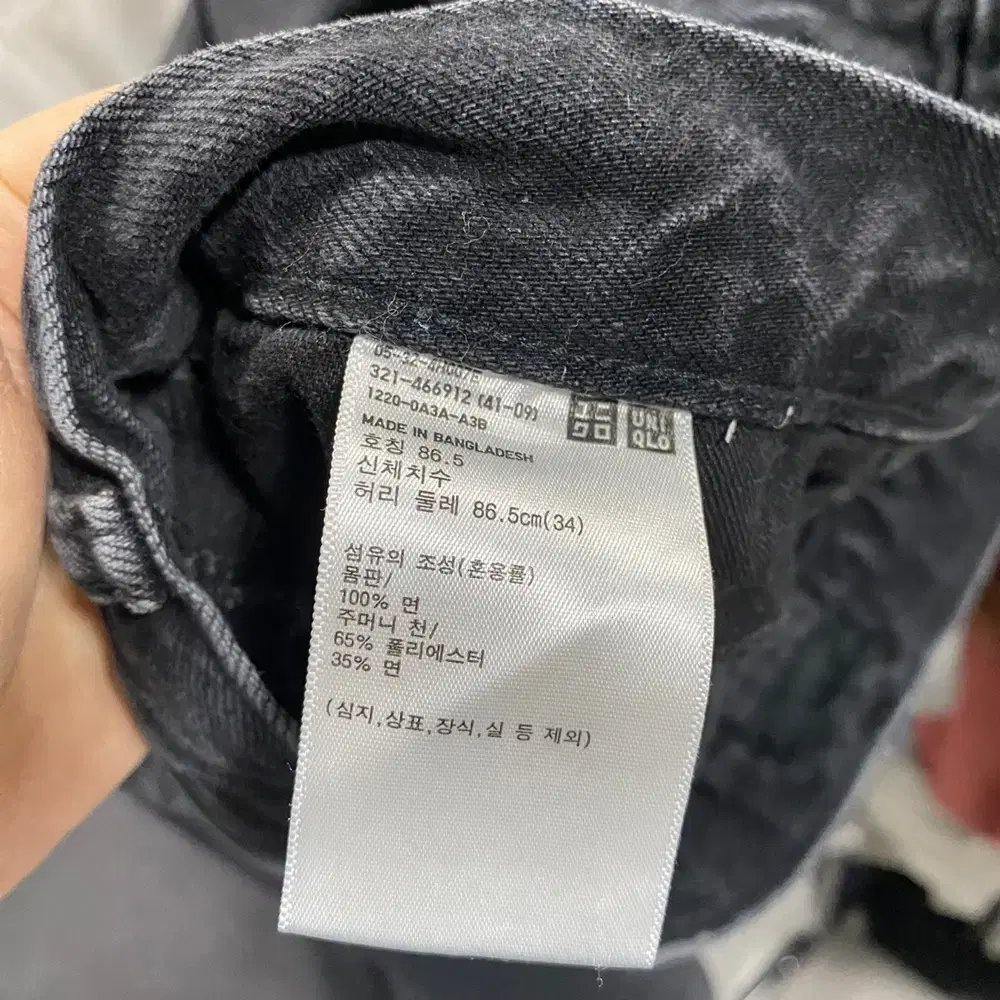 321-466912 (41-09)
1220-0A3A-A3B
MADE IN BANGLADESH
UNI
QLO
호칭 86.5
신체치수
허리 둘레 86.5cm(34)
섬유의 조성(혼용률)
몸판/
100% 면
주머니 천/
65% 폴리에스터
35% 면
(심지,상표,장식,실 등 제외)